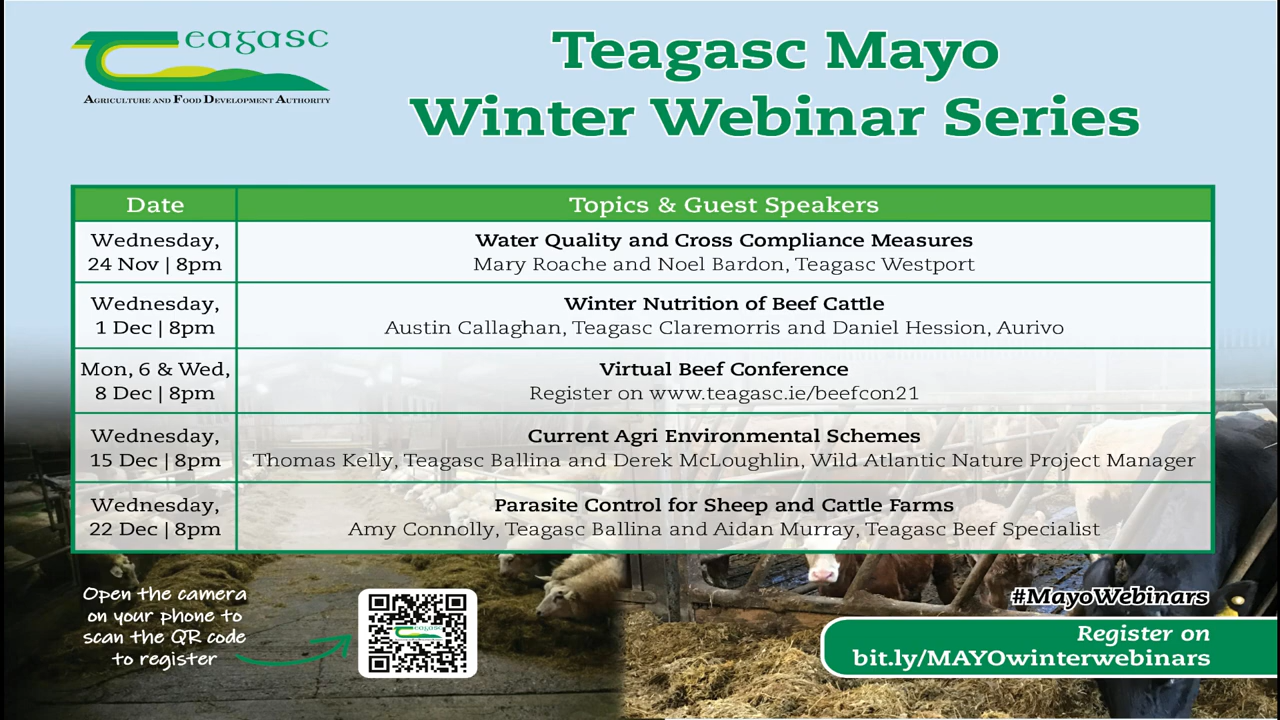 Teagasc
AGRICULTURE AND FOOD DEVELOPMENT AUTHORITY
Teagasc Mayo
Winter Webinar Series
Date
Topics & Guest Speakers
Wednesday,
24 Nov | 8pm
Water Quality and Cross Compliance Measures
Mary Roache and Noel Bardon, Teagasc Westport
Wednesday,
1 Dec | 8pm
Winter Nutrition of Beef Cattle
Austin Callaghan, Teagasc Claremorris and Daniel Hession, Aurivo
Mon, 6 & Wed,
8 Dec | 8pm
Virtual Beef Conference
Register on www.teagasc.ie/beefcon21
Wednesday,
15 Dec | 8pm
Current Agri Environmental Schemes
Thomas Kelly, Teagasc Ballina and Derek McLoughlin, Wild Atlantic Nature Project Manager
Wednesday,
22 Dec | 8pm
Parasite Control for Sheep and Cattle Farms
Amy Connolly, Teagasc Ballina and Aidan Murray, Teagasc Beef Specialist
Open the camera
on your phone to
scan the QR code
to register
Teagasc
#MayoWebinars
Register on
bit.ly/MAYOwinterwebinars